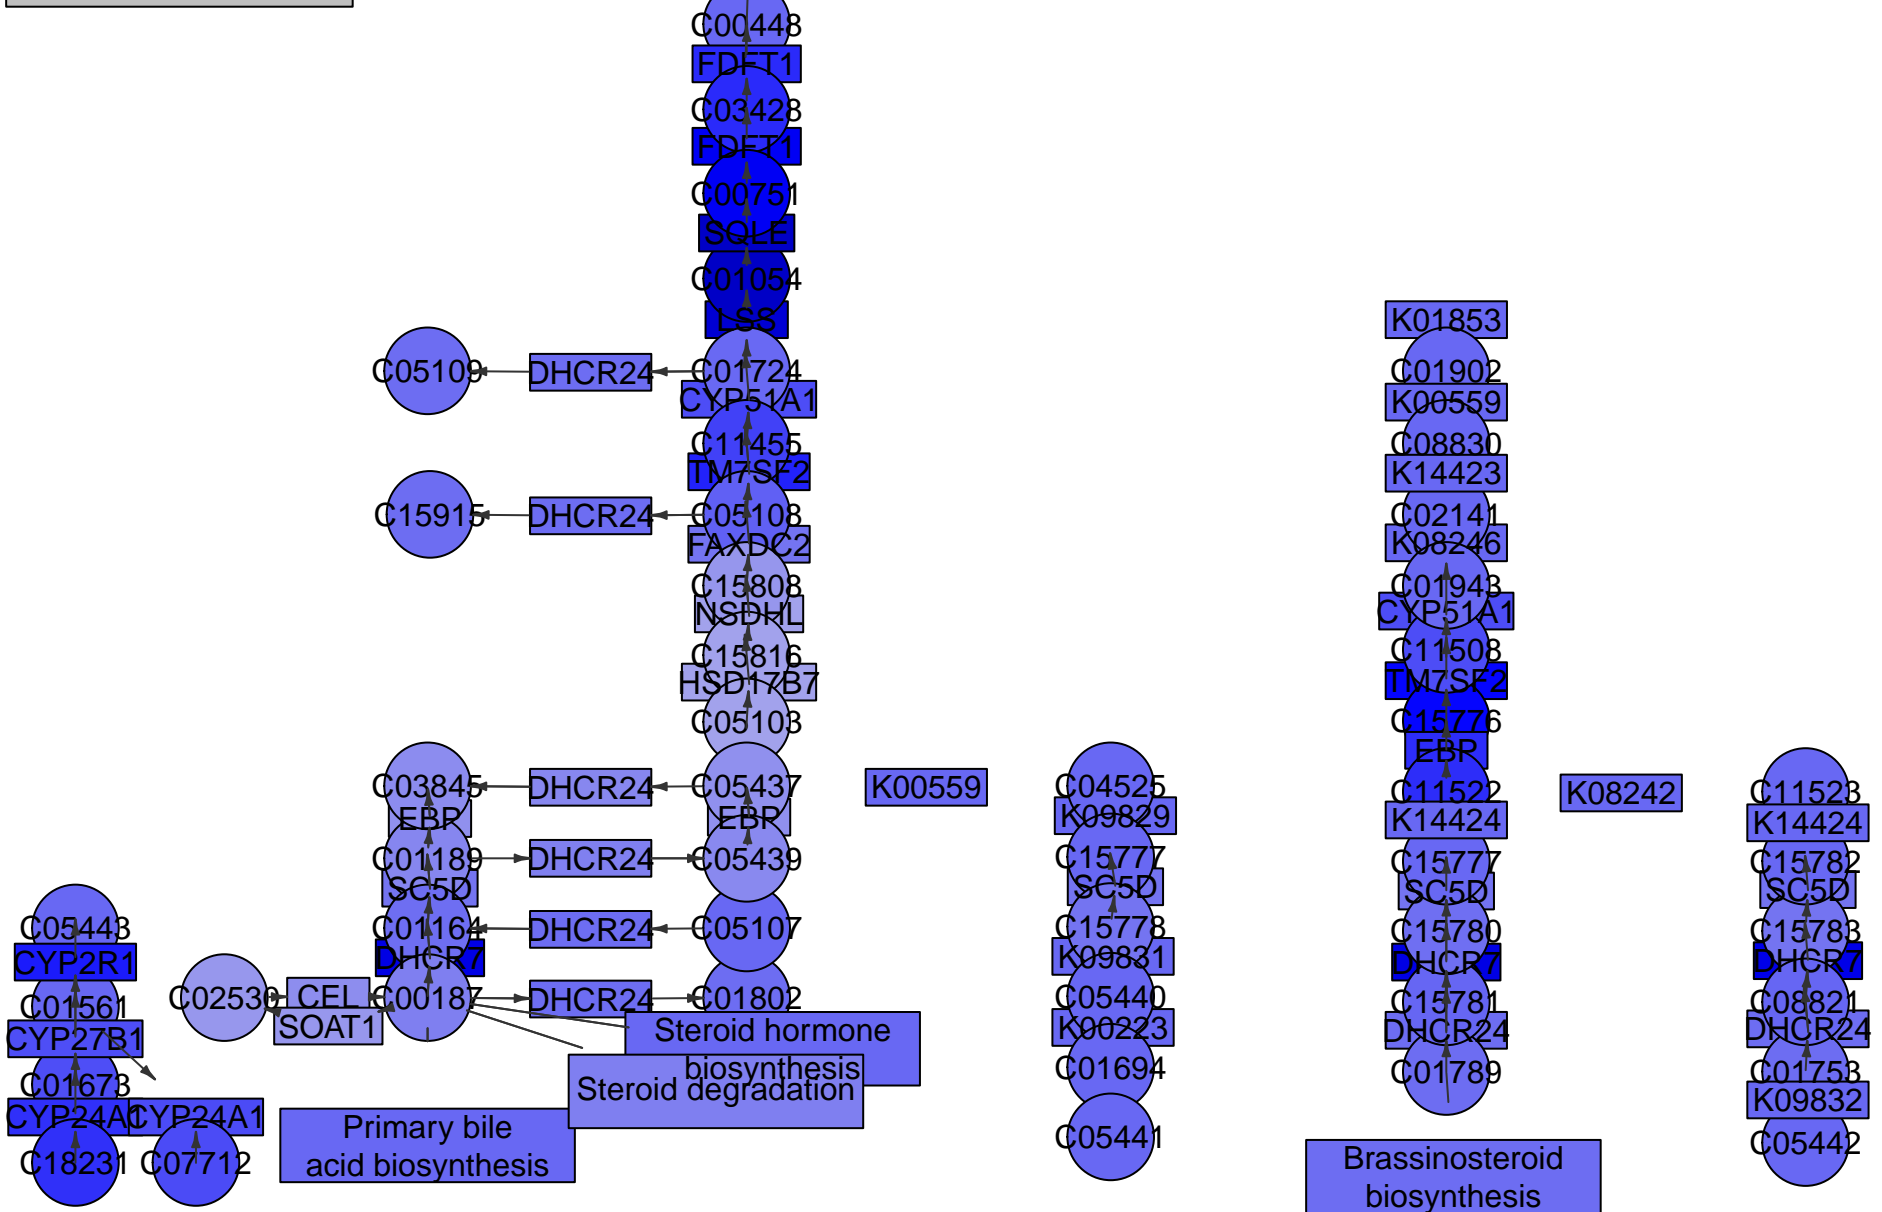 C00448
FDFT1
C03428
FDFT1
C00751
SQLE
C01054
LSS
C05109
DHCR24
C01724
CYP51A1
C11455
TM7SF2
C15915
DHCR24
C05108
FAXDC2
C15808
NSDHL
C15816
HSD17B7
C05103
C03845
DHCR24
C05437
EBP
EBP
C01189
DHCR24
C05439
SC5D
C01164
DHCR24
C05107
DHCR7
C02530
CEL
SOAT1
C00187
DHCR24
C01802
Steroid hormone
biosynthesis
Steroid degradation
Primary bile
acid biosynthesis
C05443
CYP2R1
C01561
CYP27B1
C01673
CYP24A1
CYP24A1
C18231
C07712
K00559
C04525
K09829
C15777
SC5D
C15778
K09831
C05440
K00223
C01694
C05441
K01853
C01902
K00559
C08830
K14423
C02141
K08246
C01943
CYP51A1
C11508
TM7SF2
C15776
EBP
C11522
K14424
C15777
SC5D
C15780
DHCR7
C15781
DHCR24
C01789
Brassinosteroid
biosynthesis
K08242
C11523
K14424
C15782
SC5D
C15783
DHCR7
C08821
DHCR24
C01753
K09832
C05442